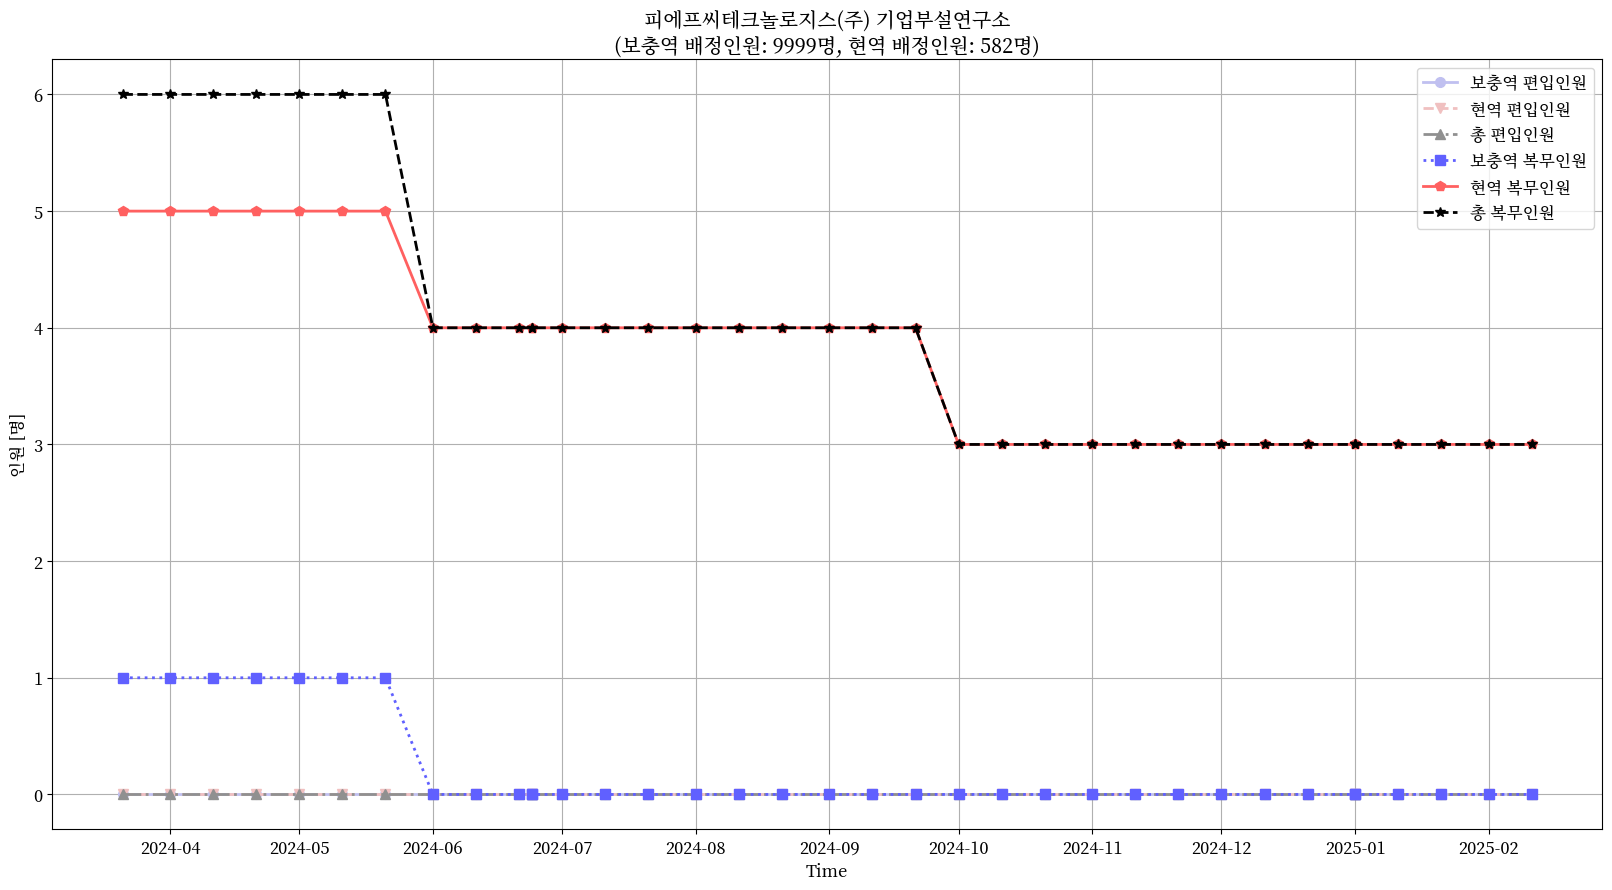 피에프씨테크놀로지스(주) 기업부설연구소
(보충역 배정인원: 9999명, 현역 배정인원: 582명)
보충역 편입인원
현역 편입인원
총 편입인원
보충역 복무인원
현역 복무인원
총 복무인원
인원 [명]
6
5
4
3
2
1
0
2024-04
2024-05
2024-06
2024-07
2024-08
2024-09
2024-10
2024-11
2024-12
2025-01
2025-02
Time